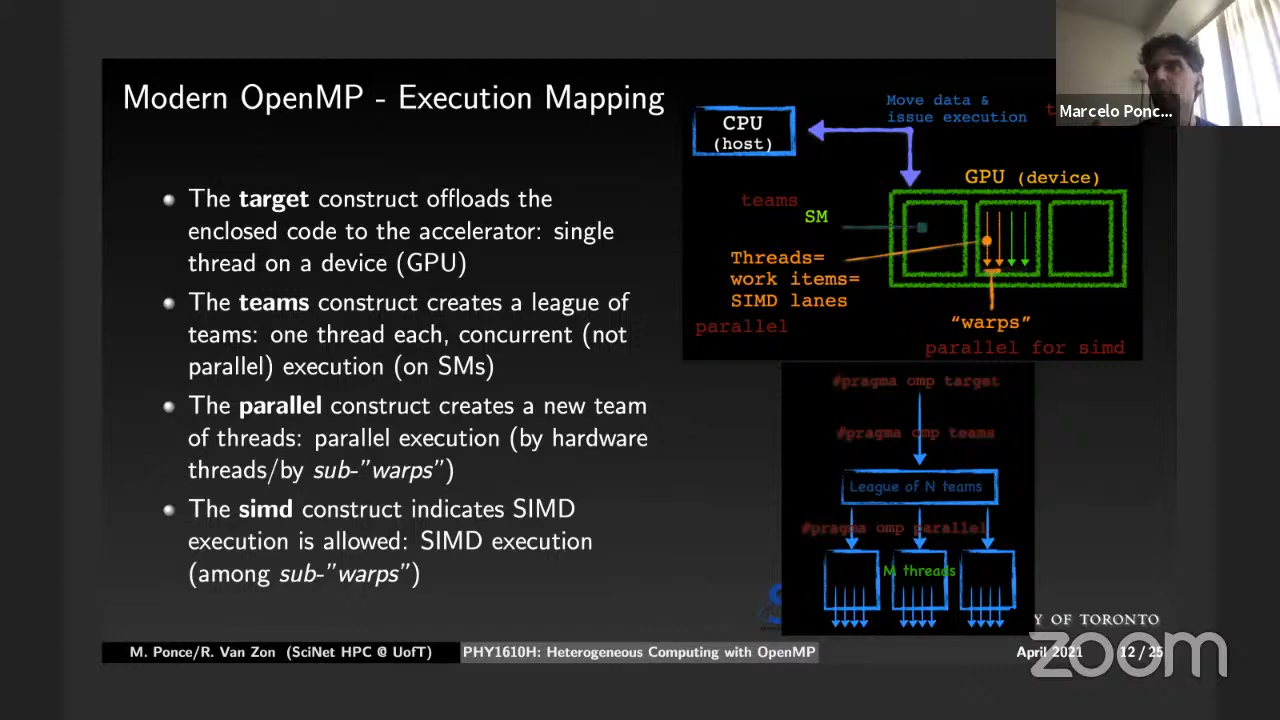 Modern OpenMP - Execution Mapping
The target construct offloads the
enclosed code to the accelerator: single
thread on a device (GPU)
The teams construct creates a league of
teams: one thread each, concurrent (not
parallel) execution (on SMs)
The parallel construct creates a new team
of threads: parallel execution (by hardware
threads/by sub-"warps")
The simd construct indicates SIMD
execution is allowed: SIMD execution
(among sub-"warps")
CPU
(host)
Move data &
issue execution
GPU (device)
teams
SM
Threads=
work items=
SIMD lanes
parallel
"warps"
parallel for simd
#pragma omp target
#pragma omp teams
League of N teams
#pragma omp parallel
M threads
Marcelo Ponc...
Y OF TORONTO
M. Ponce/R. Van Zon (SciNet HPC @ UofT)
PHY1610H: Heterogeneous Computing with OpenMP
April 2021
12 / 25
zoom